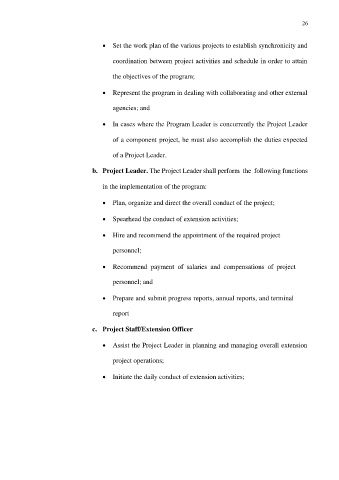 26
• Set the work plan of the various projects to establish synchronicity and
coordination between project activities and schedule in order to attain
the objectives of the program;
• Represent the program in dealing with collaborating and other external
agencies; and
• In cases where the Program Leader is concurrently the Project Leader
of a component project, he must also accomplish the duties expected
of a Project Leader.
b. Project Leader. The Project Leader shall perform the following functions
in the implementation of the program:
• Plan, organize and direct the overall conduct of the project;
• Spearhead the conduct of extension activities;
• Hire and recommend the appointment of the required project
personnel;
• Recommend payment of salaries and compensations of project
personnel; and
• Prepare and submit progress reports, annual reports, and terminal
report
c. Project Staff/Extension Officer
• Assist the Project Leader in planning and managing overall extension
project operations;
• Initiate the daily conduct of extension activities;